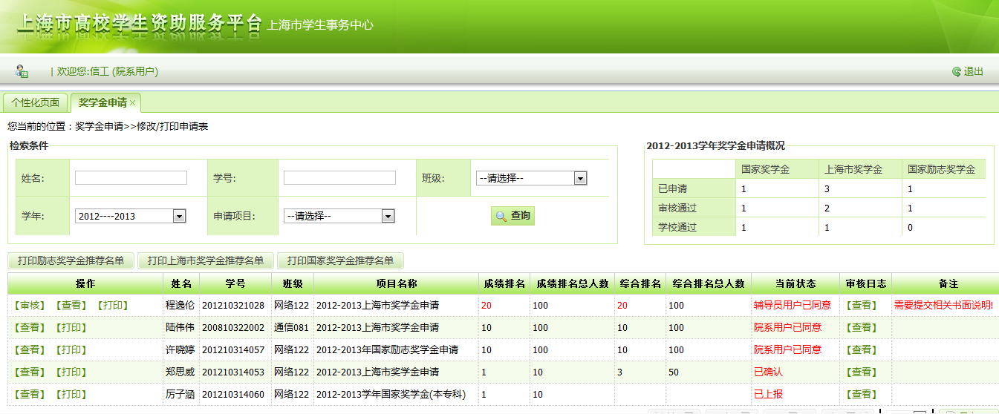 上海市高校学生资助服务平台 上海市学生事务中心
| 欢迎您:信工 (院系用户) 退出
个性化页面 奖学金申请
您当前的位置：奖学金申请>>修改/打印申请表
检索条件 2012-2013学年奖学金申请概况
国家奖学金 上海市奖学金 国家励志奖学金
姓名: 学号: 班级: --请选择--
已申请 1 3 1
审核通过 1 2 1
学年: 2012----2013 申请项目: --请选择-- 查询
学校通过 1 1 0
打印励志奖学金推荐名单 打印上海市奖学金推荐名单 打印国家奖学金推荐名单
操作 姓名 学号 班级 项目名称 成绩排名 成绩排名总人数 综合排名 综合排名总人数 当前状态 审核日志 备注
【审核】 【查看】 【打印】 程逸伦 201210321028 网络122 2012-2013上海市奖学金申请 20 100 20 100 辅导员用户已同意 【查看】 需要提交相关书面说明!
【查看】 【打印】 陆伟伟 200810322002 通信081 2012-2013上海市奖学金申请 10 100 10 100 院系用户已同意 【查看】
【查看】 【打印】 许晓婷 201210314057 网络122 2012-2013年国家励志奖学金申请 10 100 10 100 院系用户已同意 【查看】
【查看】 【打印】 郑思威 201210314053 网络122 2012-2013上海市奖学金申请 1 10 3 50 已确认 【查看】
【查看】 【打印】 厉子涵 201210314060 网络122 2012-2013学年国家奖学金(本专科) 1 10 已上报 【查看】